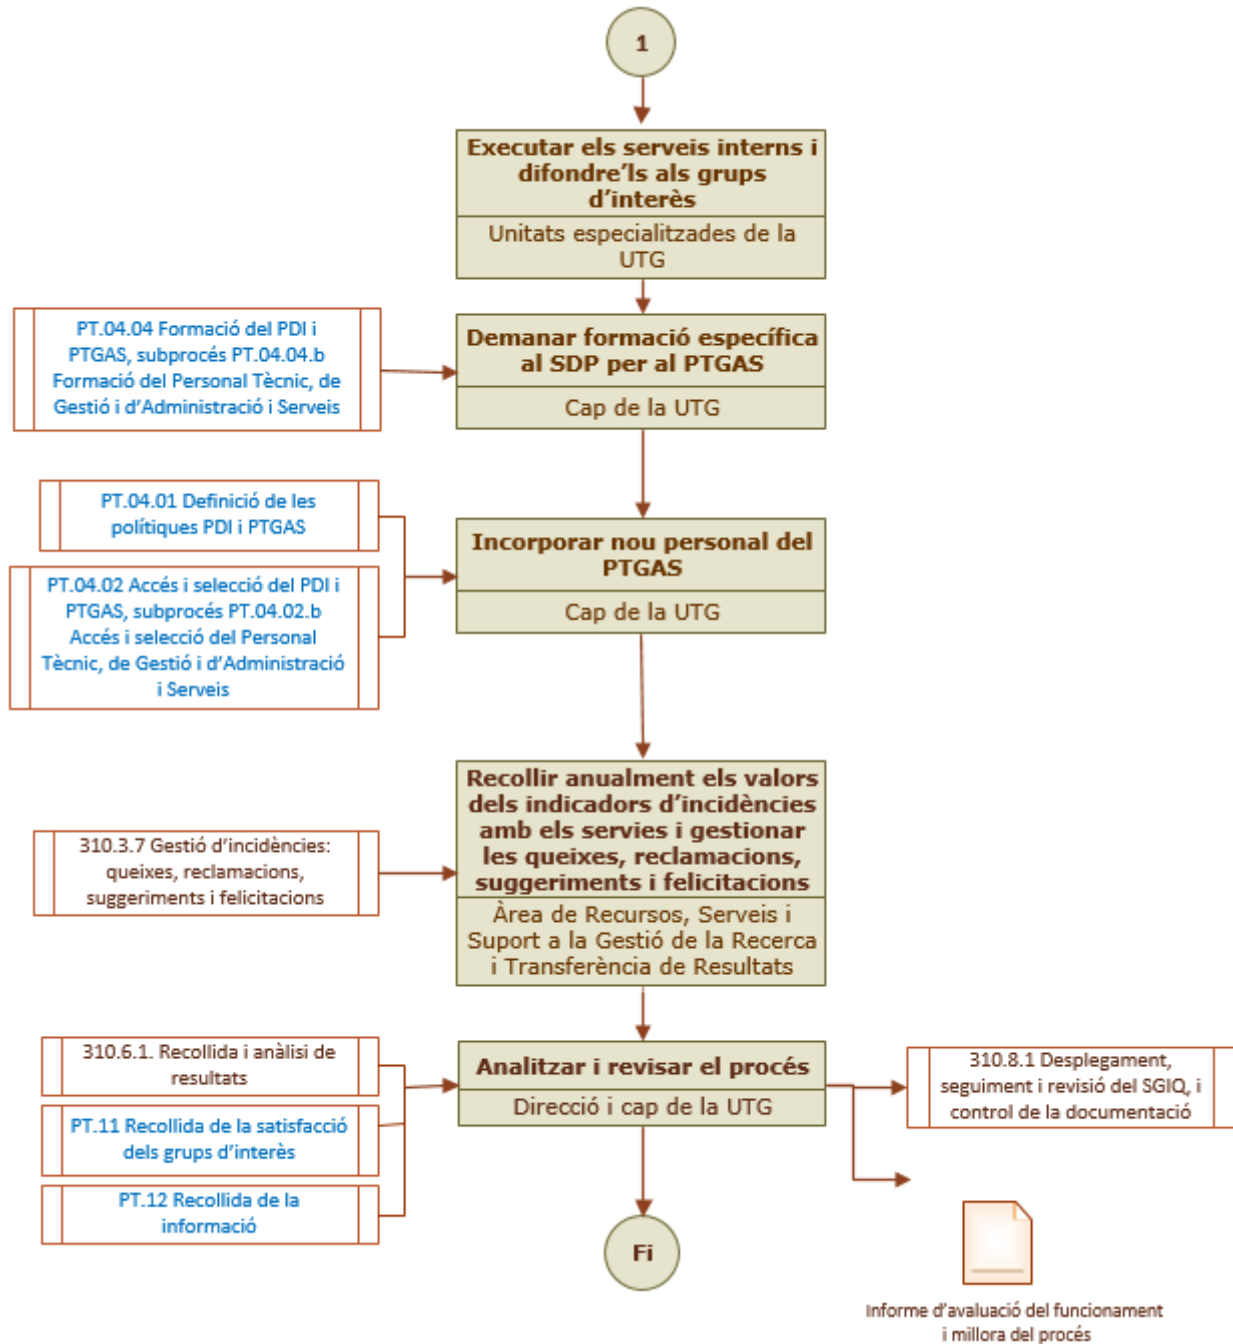 1
Executar els serveis interns i
difondre’ls als grups
d’interès
Unitats especialitzades de la
UTG
PT.04.04 Formació del PDI i
PTGAS, subprocés PT.04.04.b
Formació del Personal Tècnic, de
Gestió i d’Administració i Serveis
Demanar formació específica
al SDP per al PTGAS
Cap de la UTG
PT.04.01 Definició de les
polítiques PDI i PTGAS
PT.04.02 Accés i selecció del PDI i
PTGAS, subprocés PT.04.02.b
Accés i selecció del Personal
Tècnic, de Gestió i d’Administració
i Serveis
Incorporar nou personal del
PTGAS
Cap de la UTG
310.3.7 Gestió d’incidències:
queixes, reclamacions,
suggeriments i felicitacions
Recollir anualment els valors
dels indicadors d’incidències
amb els servies i gestionar
les queixes, reclamacions,
suggeriments i felicitacions
Àrea de Recursos, Serveis i
Suport a la Gestió de la Recerca
i Transferència de Resultats
310.6.1. Recollida i anàlisi de
resultats
PT.11 Recollida de la satisfacció
dels grups d’interès
PT.12 Recollida de la
informació
Analitzar i revisar el procés
Direcció i cap de la UTG
310.8.1 Desplegament,
seguiment i revisió del SGIQ, i
control de la documentació
Fi
Informe d’avaluació del funcionament
i millora del procés